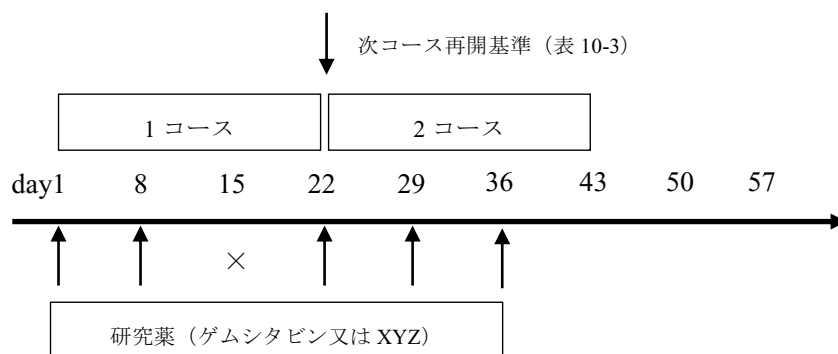 次コース再開基準（表 10-3）
1 コース 2 コース
day1 8 15 22 29 36 43 50 57
×
研究薬（ゲムシタビン又は XYZ）